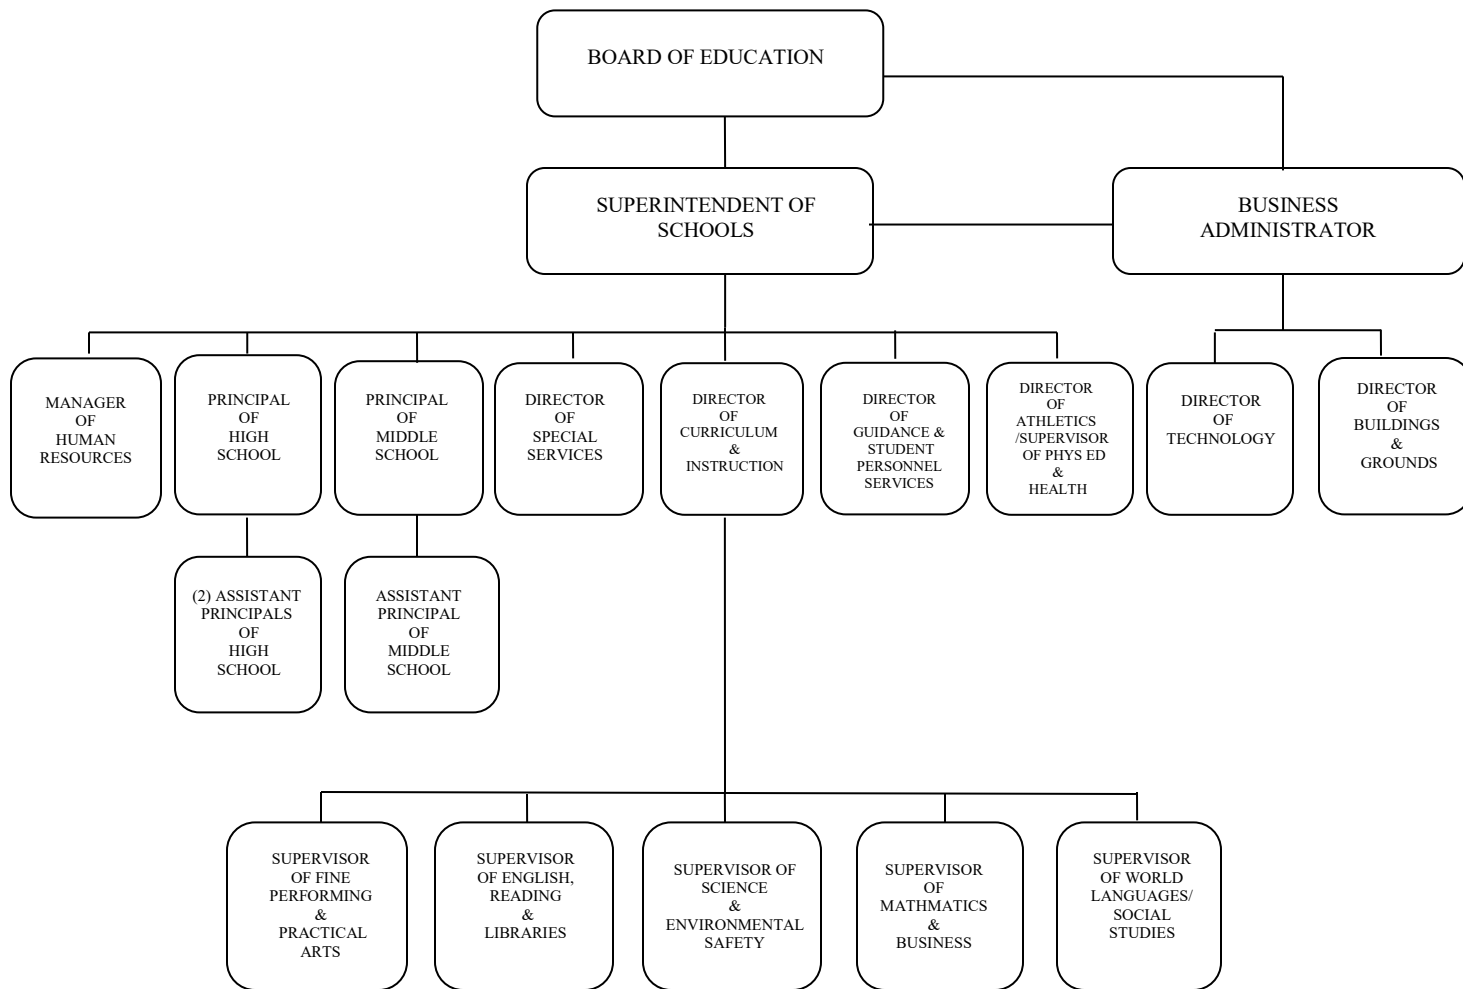 BOARD OF EDUCATION
SUPERINTENDENT OF
SCHOOLS
BUSINESS
ADMINISTRATOR
MANAGER
OF
HUMAN
RESOURCES
PRINCIPAL
OF
HIGH
SCHOOL
PRINCIPAL
OF
MIDDLE
SCHOOL
DIRECTOR
OF
SPECIAL
SERVICES
DIRECTOR
OF
CURRICULUM
&
INSTRUCTION
DIRECTOR
OF
GUIDANCE &
STUDENT
PERSONNEL
SERVICES
DIRECTOR
OF
ATHLETICS
/SUPERVISOR
OF PHYS ED
&
HEALTH
DIRECTOR
OF
TECHNOLOGY
DIRECTOR
OF
BUILDINGS
&
GROUNDS
(2) ASSISTANT
PRINCIPALS
OF
HIGH
SCHOOL
ASSISTANT
PRINCIPAL
OF
MIDDLE
SCHOOL
SUPERVISOR
OF FINE
PERFORMING
&
PRACTICAL
ARTS
SUPERVISOR
OF ENGLISH,
READING
&
LIBRARIES
SUPERVISOR OF
SCIENCE
&
ENVIRONMENTAL
SAFETY
SUPERVISOR
OF
MATHMATICS
&
BUSINESS
SUPERVISOR
OF WORLD
LANGUAGES/
SOCIAL
STUDIES